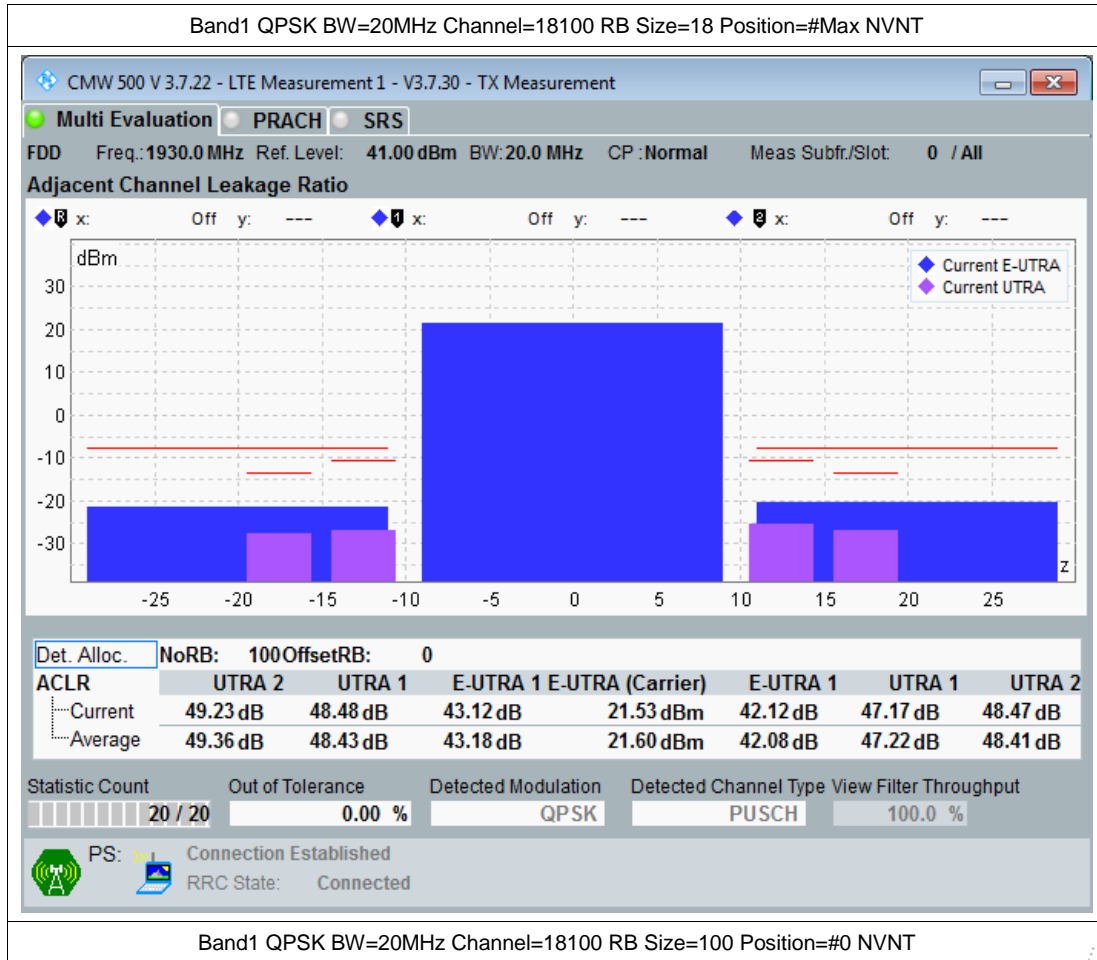 Band1 QPSK BW=20MHz Channel=18100 RB Size=18 Position=#Max NVNT
CMW 500 V 3.7.22 - LTE Measurement 1 - V3.7.30 - TX Measurement
Multi Evaluation PRACH SRS
FDD Freq.:1930.0 MHz Ref. Level: 41.00 dBm BW:20.0 MHz CP :Normal Meas Subfr./Slot: 0 / All
Adjacent Channel Leakage Ratio
R x: Off y: --- 1 x: Off y: --- 2 x: Off y: ---
dBm
Current E-UTRA
Current UTRA
30
20
10
0
-10
-20
-30
z
-25 -20 -15 -10 -5 0 5 10 15 20 25
Det. Alloc. NoRB: 100 OffsetRB: 0
ACLR UTRA 2 UTRA 1 E-UTRA 1 E-UTRA (Carrier) E-UTRA 1 UTRA 1 UTRA 2
Current 49.23 dB 48.48 dB 43.12 dB 21.53 dBm 42.12 dB 47.17 dB 48.47 dB
Average 49.36 dB 48.43 dB 43.18 dB 21.60 dBm 42.08 dB 47.22 dB 48.41 dB
Statistic Count Out of Tolerance Detected Modulation Detected Channel Type View Filter Throughput
20 / 20 0.00 % QPSK PUSCH 100.0 %
PS: Connection Established
RRC State: Connected
Band1 QPSK BW=20MHz Channel=18100 RB Size=100 Position=#0 NVNT